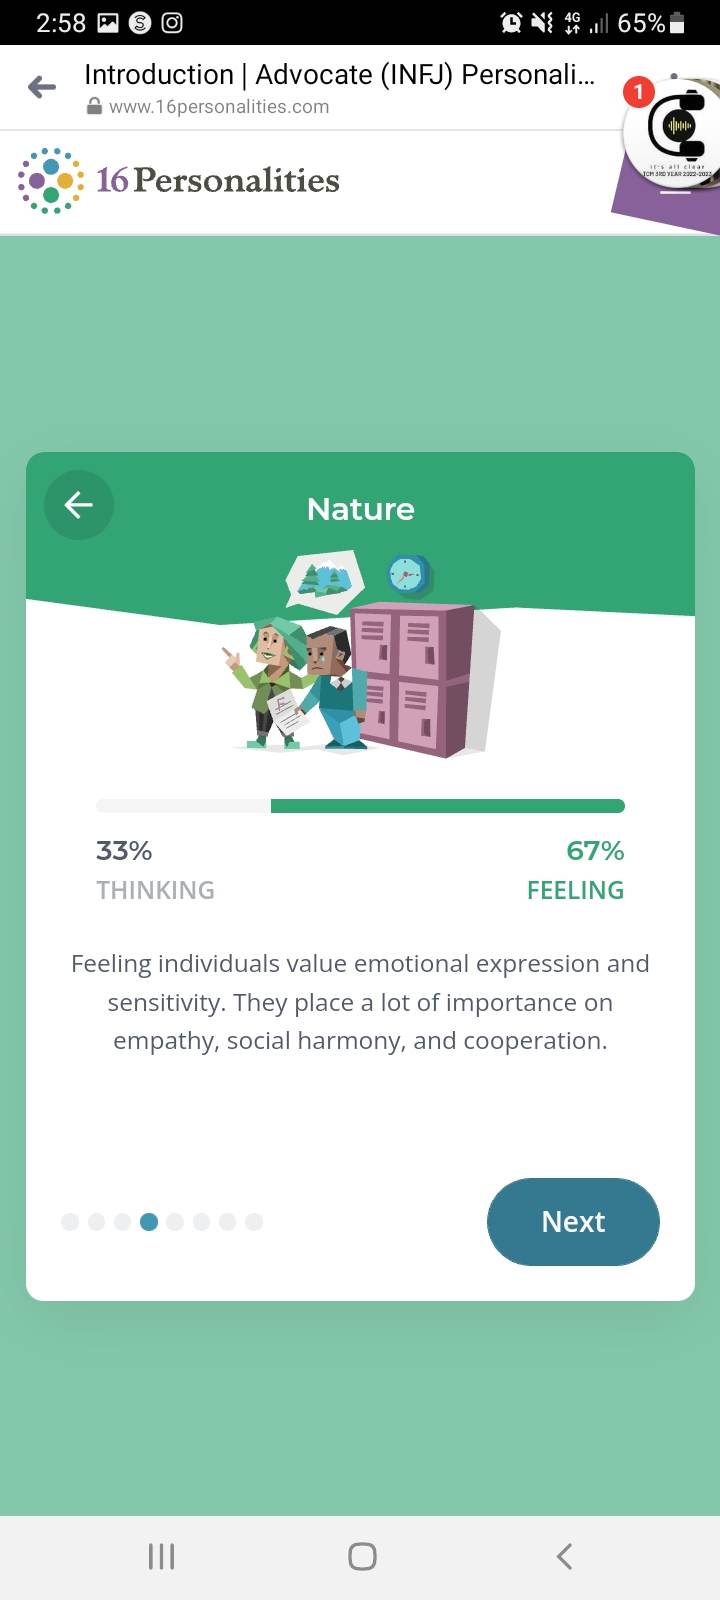 2:58
4G
65%
Introduction | Advocate (INFJ) Personali...
www.16personalities.com
1
it's all clear
TCM 3RD YEAR 2022-2023
16Personalities
Nature
F
33%
67%
THINKING
FEELING
Feeling individuals value emotional expression and
sensitivity. They place a lot of importance on
empathy, social harmony, and cooperation.
Next